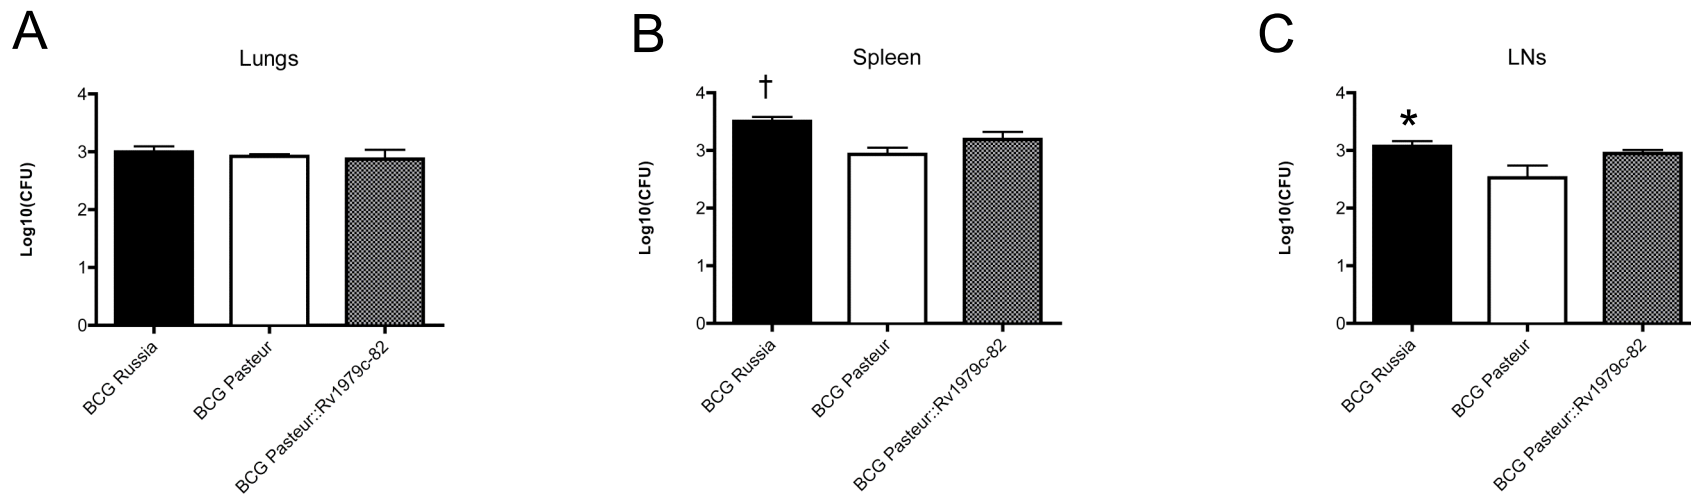 A
Lungs
Log10(CFU)
4
3
2
1
0
BCG Russia
BCG Pasteur
BCG Pasteur::Rv1979c-82
B
Spleen
†
Log10(CFU)
4
3
2
1
0
BCG Russia
BCG Pasteur
BCG Pasteur::Rv1979c-82
C
LNs
*
Log10(CFU)
4
3
2
1
0
BCG Russia
BCG Pasteur
BCG Pasteur::Rv1979c-82